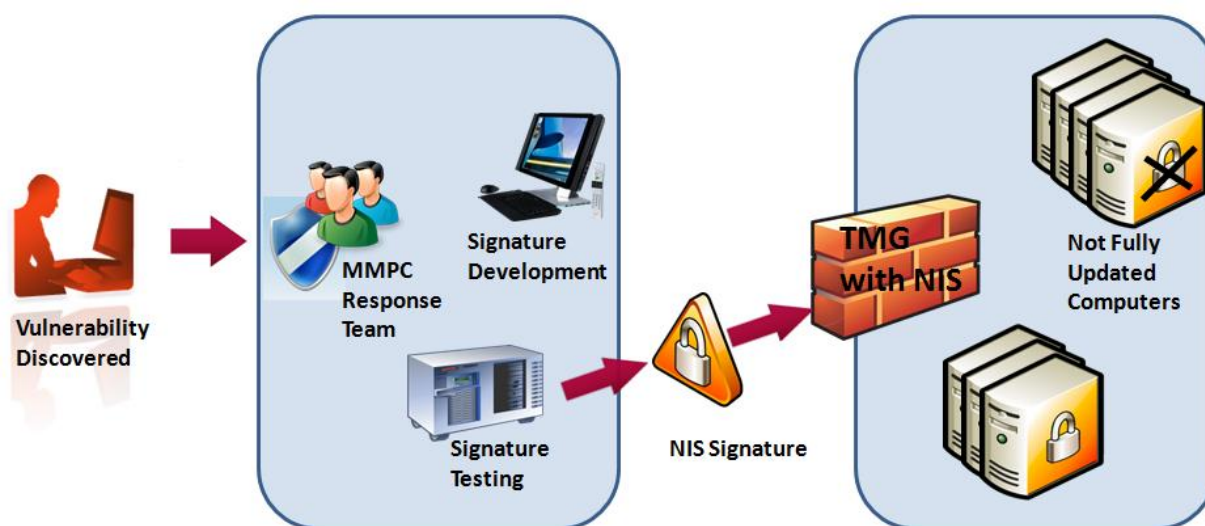 Vulnerability
Discovered
MMPC
Response
Team
Signature
Development
Signature
Testing
NIS Signature
TMG
with NIS
Not Fully
Updated
Computers